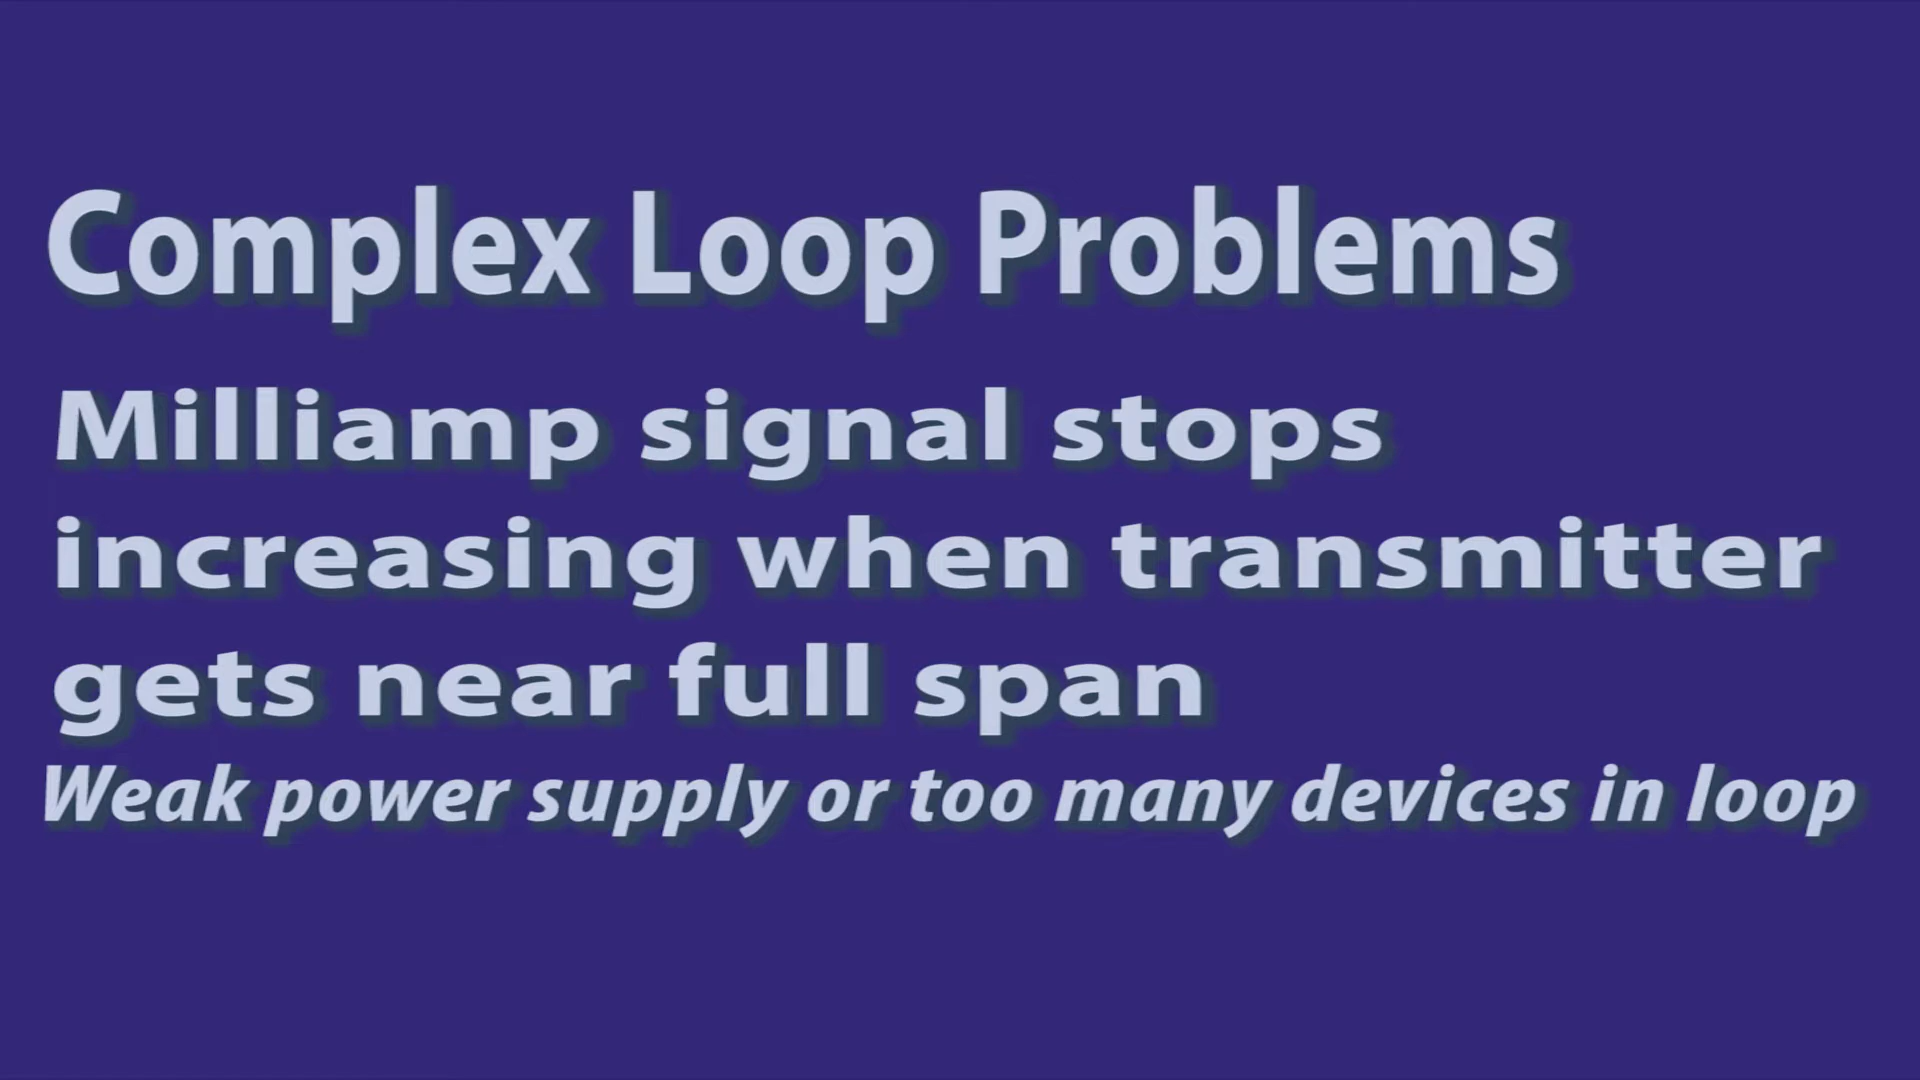 Complex Loop Problems
Milliamp signal stops
increasing when transmitter
gets near full span
Weak power supply or too many devices in loop